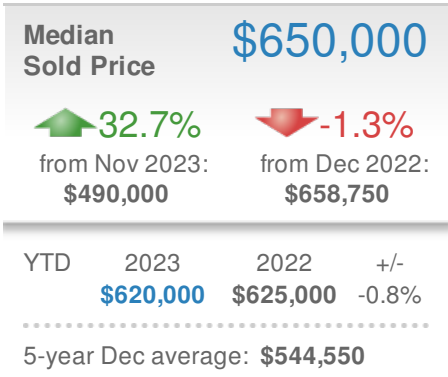 Median
Sold Price
$650,000
32.7%
-1.3%
from Nov 2023:
from Dec 2022:
$490,000
$658,750
YTD 2023 2022 +/-
$620,000 $625,000 -0.8%
5-year Dec average: $544,550